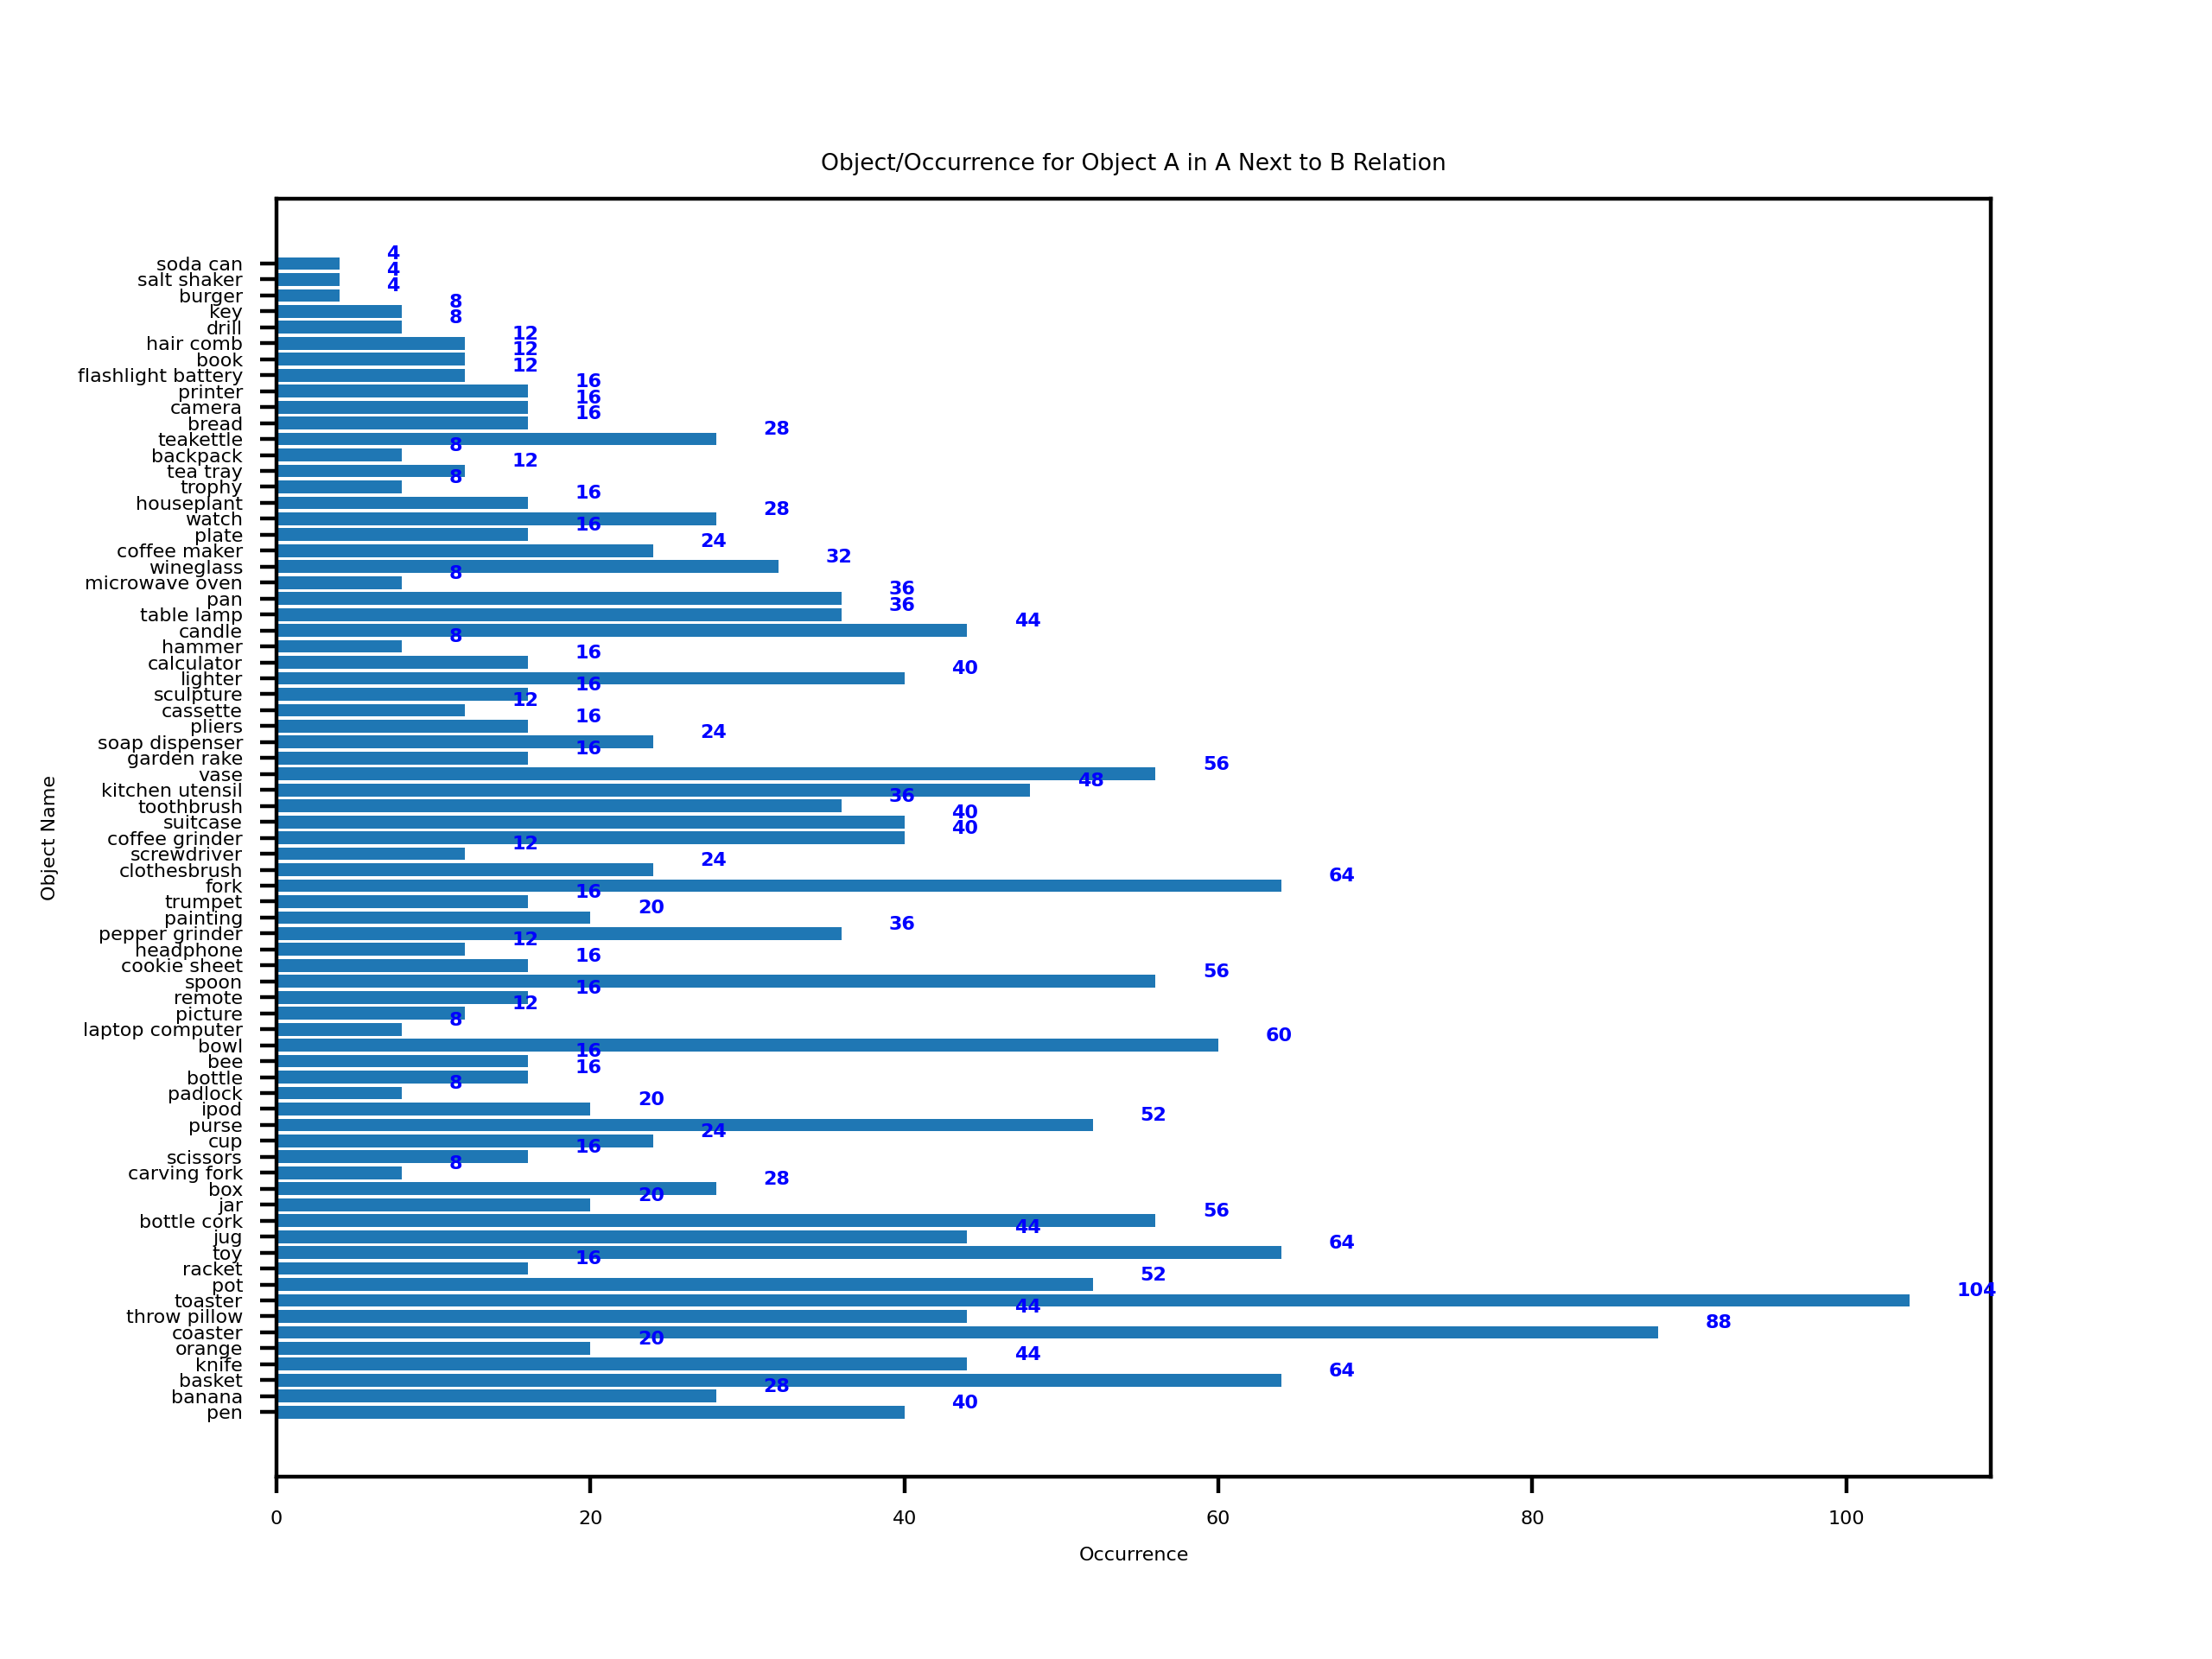 Object/Occurrence for Object A in A Next to B Relation
Object Name
soda can 4
salt shaker 4
burger 4
key 8
drill 8
hair comb 12
book 12
flashlight battery 12
printer 16
camera 16
bread 16
teakettle 28
backpack 8
tea tray 12
trophy 8
houseplant 16
watch 28
plate 16
coffee maker 24
wineglass 32
microwave oven 8
pan 36
table lamp 36
candle 44
hammer 8
calculator 16
lighter 40
sculpture 16
cassette 12
pliers 16
soap dispenser 24
garden rake 16
vase 56
kitchen utensil 48
toothbrush 36
suitcase 40
coffee grinder 40
screwdriver 12
clothesbrush 24
fork 64
trumpet 16
painting 20
pepper grinder 36
headphone 12
cookie sheet 16
spoon 56
remote 16
picture 12
laptop computer 8
bowl 60
bee 16
bottle 16
padlock 8
ipod 20
purse 52
cup 24
scissors 16
carving fork 8
box 28
jar 20
bottle cork 56
jug 44
toy 64
racket 16
pot 52
toaster 104
throw pillow 44
coaster 88
orange 20
knife 44
basket 64
banana 28
pen 40
0 20 40 60 80 100
Occurrence